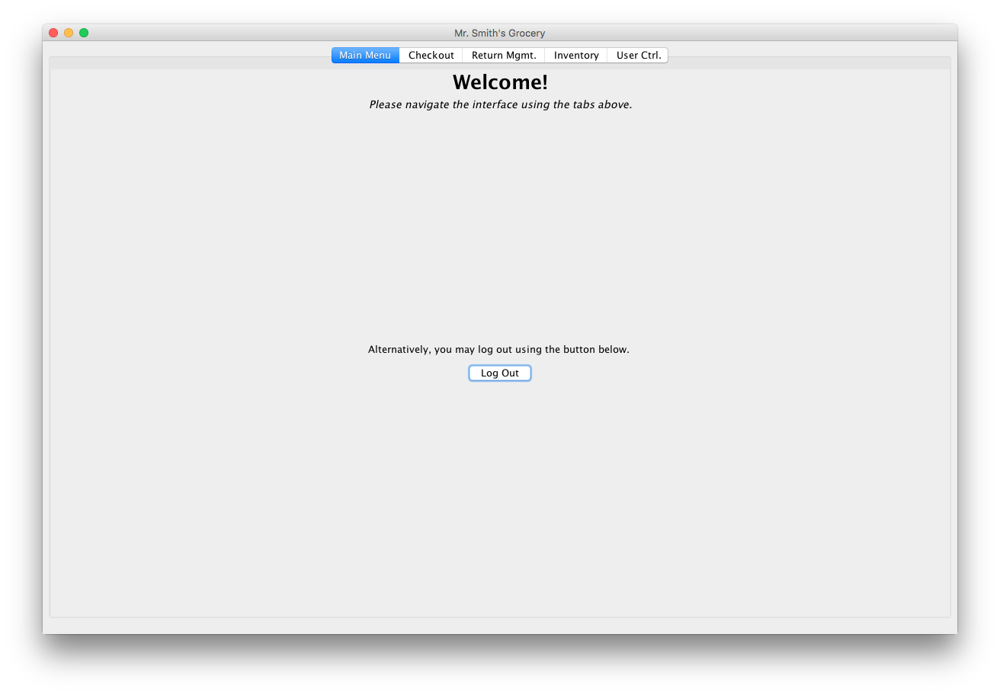 Mr. Smith's Grocery
Main Menu Checkout Return Mgmt. Inventory User Ctrl.
Welcome!
Please navigate the interface using the tabs above.
Alternatively, you may log out using the button below.
Log Out